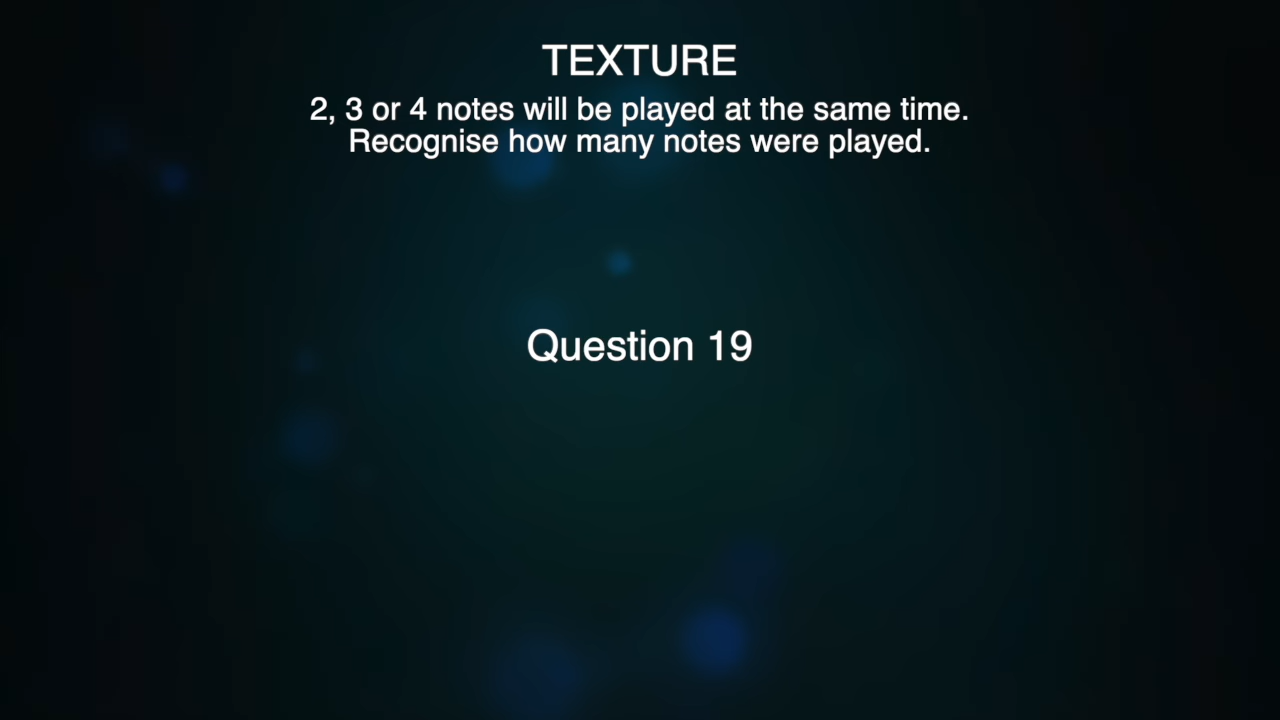 TEXTURE
2, 3 or 4 notes will be played at the same time.
Recognise how many notes were played.
Question 19